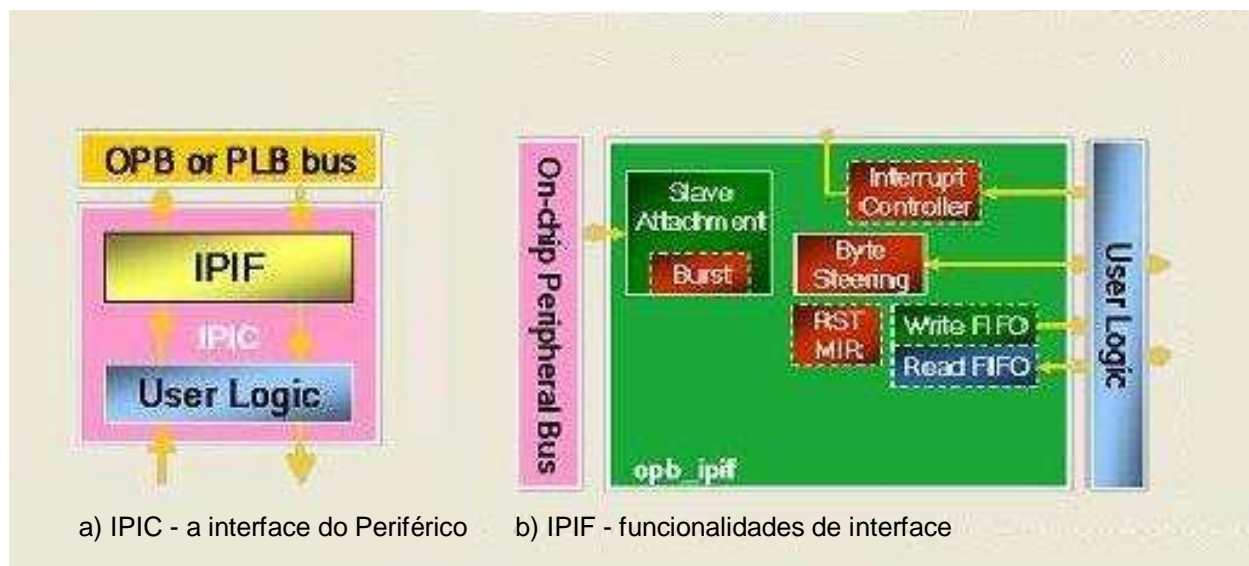 OPB or PLB bus
IPIF
IPIC
User Logic
a) IPIC - a interface do Periférico
On-chip Peripheral Bus
Slave
Attachment
Burst
Interrupt
Controller
Byte
Steering
RST
MIR
Write FIFO
Read FIFO
opb_ipif
User Logic
b) IPIF - funcionalidades de interface